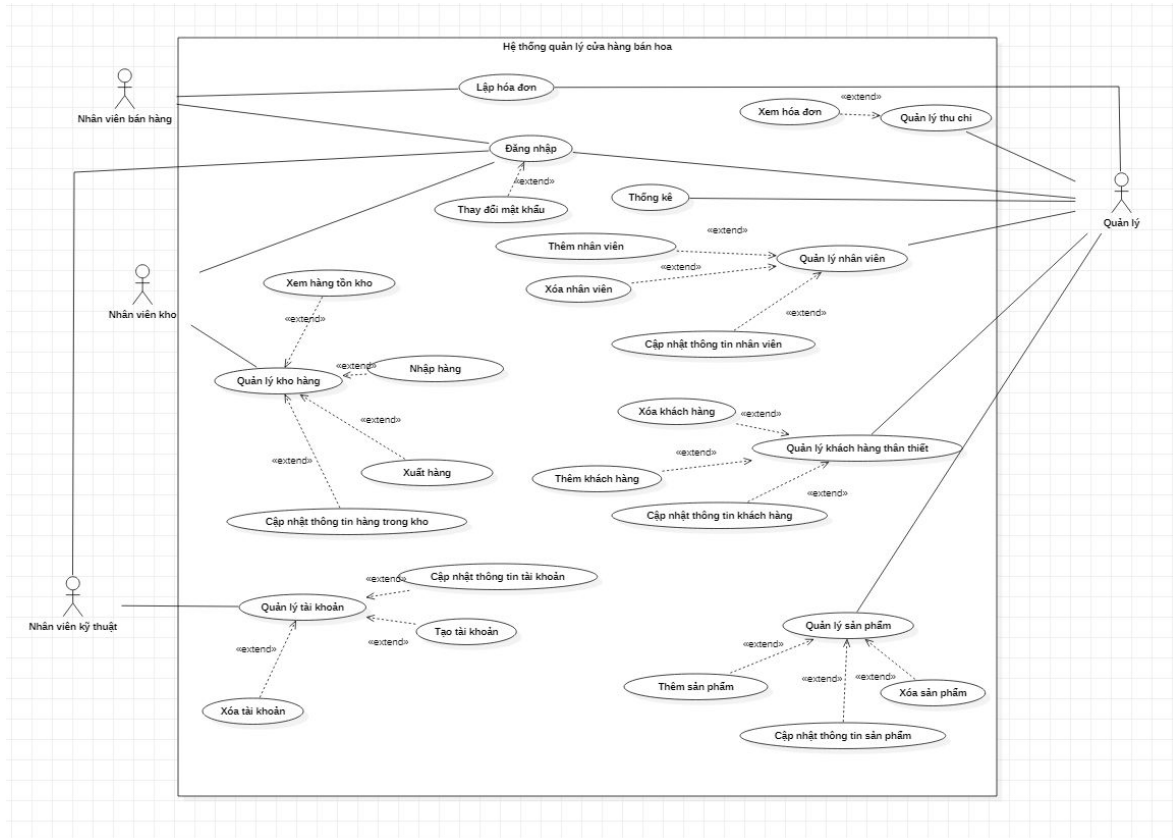 Hệ thống quản lý cửa hàng bán hoa
Lập hóa đơn
Nhân viên bán hàng
«extend»
Xem hóa đơn
Quản lý thu chi
Đăng nhập
«extend»
Thay đổi mật khẩu
Thống kê
Quản lý
«extend»
Thêm nhân viên
Quản lý nhân viên
«extend»
Xóa nhân viên
«extend»
Cập nhật thông tin nhân viên
Nhân viên kho
Xem hàng tồn kho
«extend»
«extend»
Nhập hàng
Quản lý kho hàng
«extend»
Xuất hàng
«extend»
Cập nhật thông tin hàng trong kho
Xóa khách hàng
«extend»
Quản lý khách hàng thân thiết
Thêm khách hàng
«extend»
Cập nhật thông tin khách hàng
Nhân viên kỹ thuật
«extend»
Cập nhật thông tin tài khoản
Quản lý tài khoản
Tạo tài khoản
«extend»
«extend»
Xóa tài khoản
Quản lý sản phẩm
«extend»
«extend»
«extend»
Thêm sản phẩm
Xóa sản phẩm
Cập nhật thông tin sản phẩm